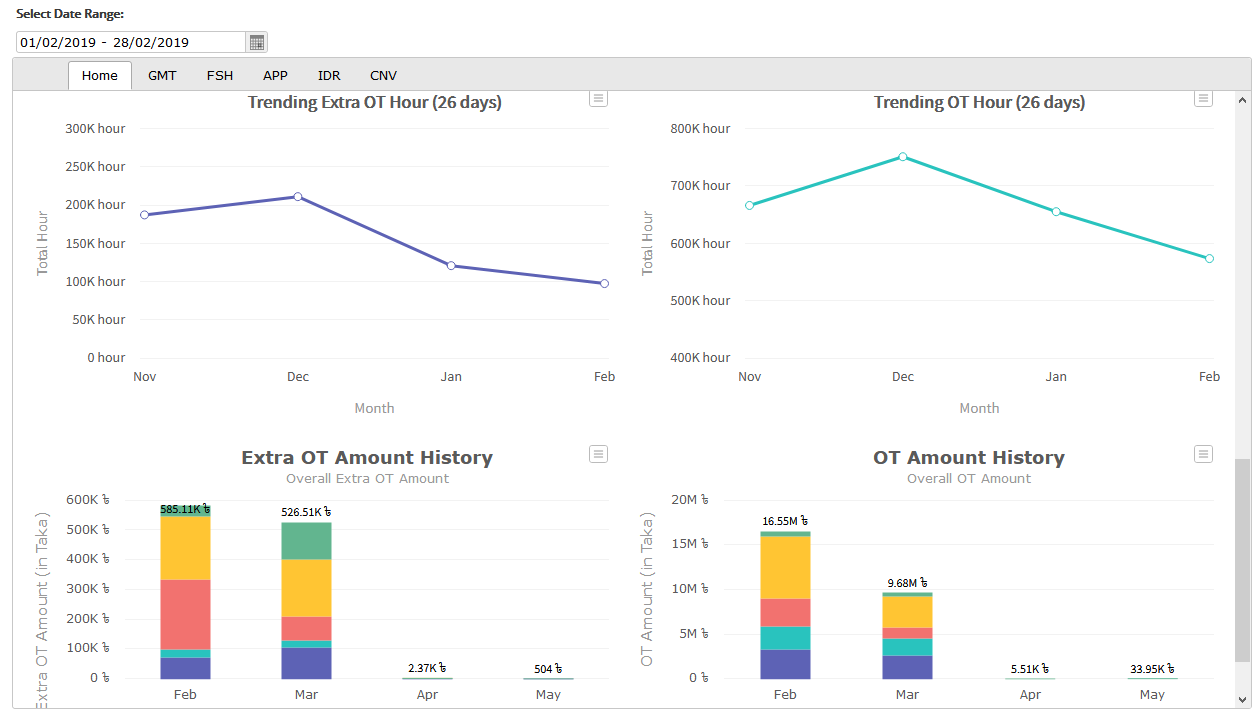 Select Date Range:
01/02/2019 - 28/02/2019
Home GMT FSH APP IDR CNV
Trending Extra OT Hour (26 days)
300K hour
250K hour
200K hour
150K hour
100K hour
50K hour
0 hour
Total Hour
Nov Dec Jan Feb
Month
Trending OT Hour (26 days)
800K hour
700K hour
600K hour
500K hour
400K hour
Total Hour
Nov Dec Jan Feb
Month
Extra OT Amount History
Overall Extra OT Amount
600K ৳
500K ৳
400K ৳
300K ৳
200K ৳
100K ৳
0 ৳
Extra OT Amount (in Taka)
585.11K ৳
526.51K ৳
2.37K ৳
504 ৳
Feb Mar Apr May
OT Amount History
Overall OT Amount
20M ৳
15M ৳
10M ৳
5M ৳
0 ৳
OT Amount (in Taka)
16.55M ৳
9.68M ৳
5.51K ৳
33.95K ৳
Feb Mar Apr May